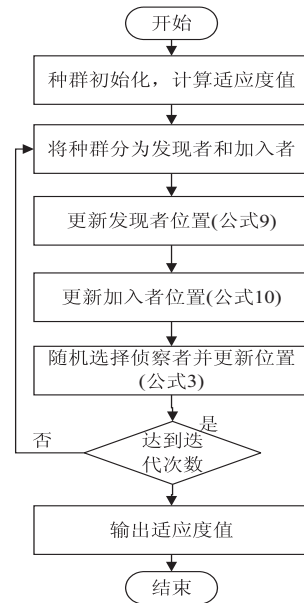 开始
种群初始化，计算适应度值
将种群分为发现者和加入者
更新发现者位置(公式9)
更新加入者位置(公式10)
随机选择侦察者并更新位置
(公式3)
是
否
达到迭
代次数
输出适应度值
结束